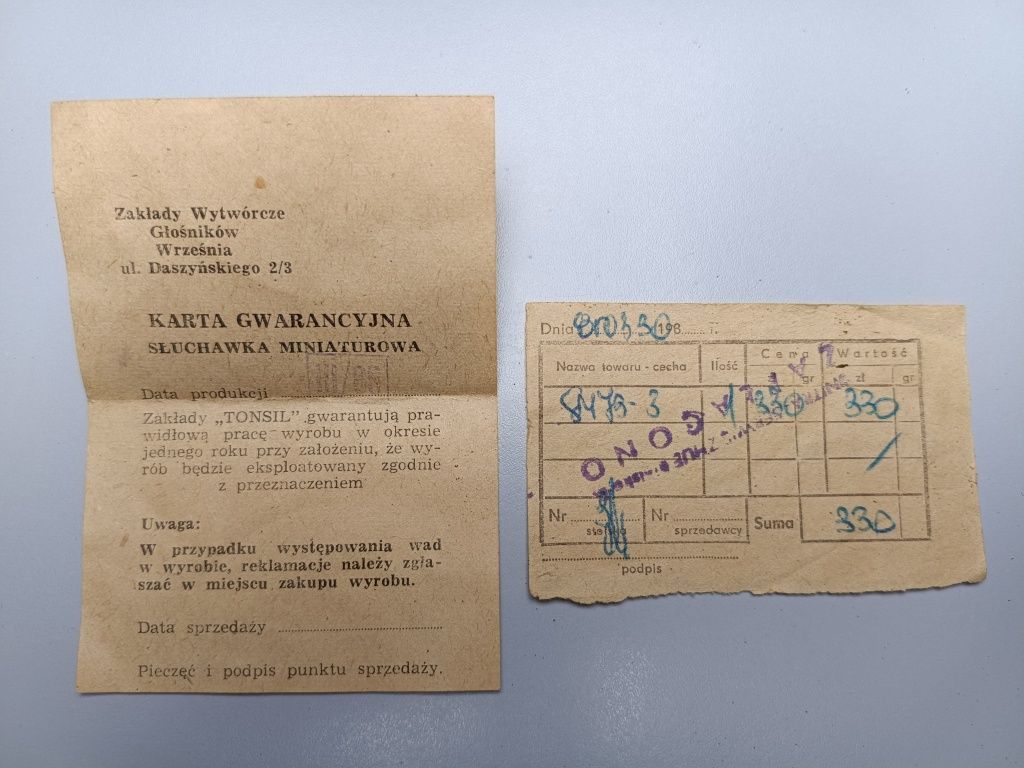 Zakłady Wytwórcze
Głośników
Września
ul. Daszyńskiego 2/3
KARTA GWARANCYJNA
SŁUCHAWKA MINIATUROWA
Data produkcji
Zakłady „TONSIL" gwarantują pra-
widłową pracę wyrobu w okresie
jednego roku przy założeniu, że wy-
rób będzie eksploatowany zgodnie
z przeznaczeniem
Uwaga:
W przypadku występowania wad
w wyrobie, reklamacje należy zgła-
szać w miejscu zakupu wyrobu.
Data sprzedaży
Pieczęć i podpis punktu sprzedaży.
Dnia 198 r.
Nazwa towaru - cecha Ilość Cena Wartość
gr zł gr
1 330 330
ZAPŁACONO
Nr Nr Suma 330
stoiska sprzedawcy
podpis